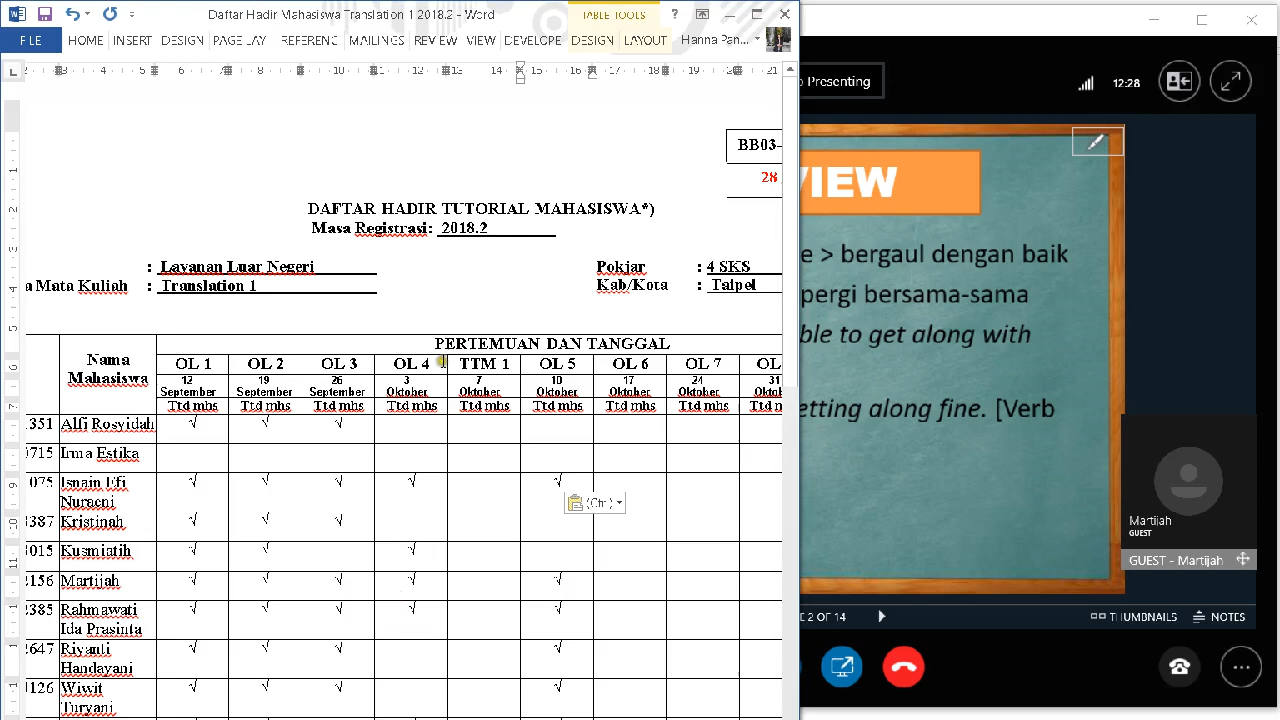 Daftar Hadir Mahasiswa Translation 1 2018.2 - Word
TABLE TOOLS
FILE HOME INSERT DESIGN PAGE LAY REFERENC MAILINGS REVIEW VIEW DEVELOPE DESIGN LAYOUT Hanna Pan...
BB03-
28
DAFTAR HADIR TUTORIAL MAHASISWA*)
Masa Registrasi: 2018.2
: Layanan Luar Negeri Pokjar : 4 SKS
a Mata Kuliah : Translation 1 Kab/Kota : Taipei
Nama Mahasiswa
PERTEMUAN DAN TANGGAL
OL 1 OL 2 OL 3 OL 4 TTM 1 OL 5 OL 6 OL 7 OL
12 September 19 September 26 September 3 Oktober 7 Oktober 10 Oktober 17 Oktober 24 Oktober 31
Ttd mhs Ttd mhs Ttd mhs Ttd mhs Ttd mhs Ttd mhs Ttd mhs Ttd mhs
351 Alfi Rosyidah √ √ √
715 Irma Estika
075 Isnain Efi Nuraeni √ √ √ √ √
387 Kristinah √ √ √
015 Kusmiatih √ √ √ √
156 Martijah √ √ √ √ √
385 Rahmawati Ida Prasinta √ √ √ √ √
647 Riyanti Handayani √ √ √ √
126 Wiwit Turyani √ √ √ √
(Ctrl)
Presenting
12:28
VIEW
e > bergaul dengan baik
pergi bersama-sama
ble to get along with
etting along fine. [Verb
Martijah
GUEST
GUEST - Martijah
E 2 OF 14
THUMBNAILS
NOTES